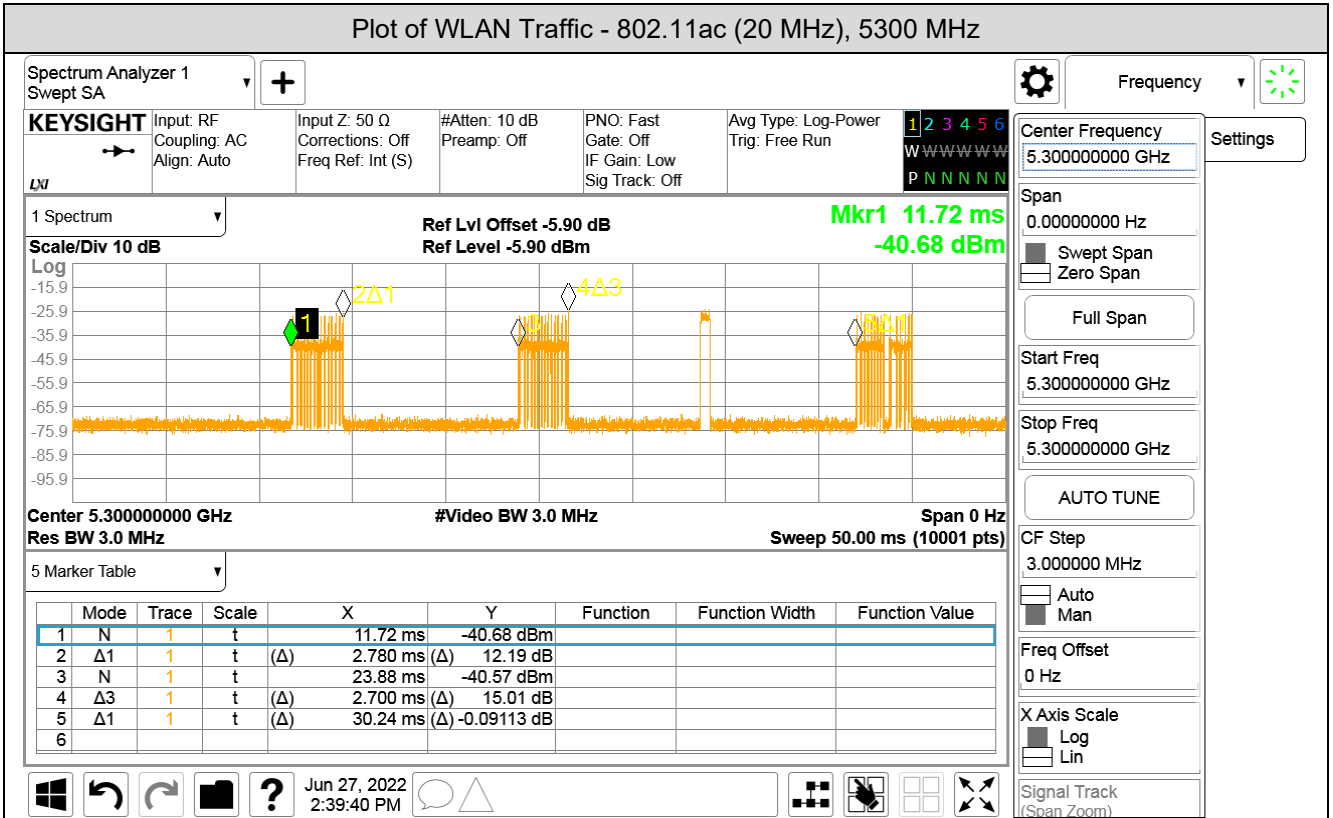 Plot of WLAN Traffic - 802.11ac (20 MHz), 5300 MHz
Spectrum Analyzer 1
Swept SA
Frequency
KEYSIGHT
LXI
Input: RF
Coupling: AC
Align: Auto
Input Z: 50 Ω
Corrections: Off
Freq Ref: Int (S)
#Atten: 10 dB
Preamp: Off
PNO: Fast
Gate: Off
IF Gain: Low
Sig Track: Off
Avg Type: Log-Power
Trig: Free Run
1 2 3 4 5 6
W W W W W W
P N N N N N
Center Frequency
5.300000000 GHz
Settings
Span
0.00000000 Hz
Swept Span
Zero Span
Full Span
Start Freq
5.300000000 GHz
Stop Freq
5.300000000 GHz
AUTO TUNE
CF Step
3.000000 MHz
Auto
Man
Freq Offset
0 Hz
X Axis Scale
Log
Lin
Signal Track
(Span Zoom)
1 Spectrum
Scale/Div 10 dB
Ref Lvl Offset -5.90 dB
Ref Level -5.90 dBm
Mkr1 11.72 ms
-40.68 dBm
Log
-15.9
-25.9
-35.9
-45.9
-55.9
-65.9
-75.9
-85.9
-95.9
1
2Δ1
3
4Δ3
5Δ1
Center 5.300000000 GHz
#Video BW 3.0 MHz
Span 0 Hz
Res BW 3.0 MHz
Sweep 50.00 ms (10001 pts)
5 Marker Table
Mode Trace Scale X Y Function Function Width Function Value
1 N 1 t 11.72 ms -40.68 dBm
2 Δ1 1 t (Δ) 2.780 ms (Δ) 12.19 dB
3 N 1 t 23.88 ms -40.57 dBm
4 Δ3 1 t (Δ) 2.700 ms (Δ) 15.01 dB
5 Δ1 1 t (Δ) 30.24 ms (Δ) -0.09113 dB
6
?
Jun 27, 2022
2:39:40 PM